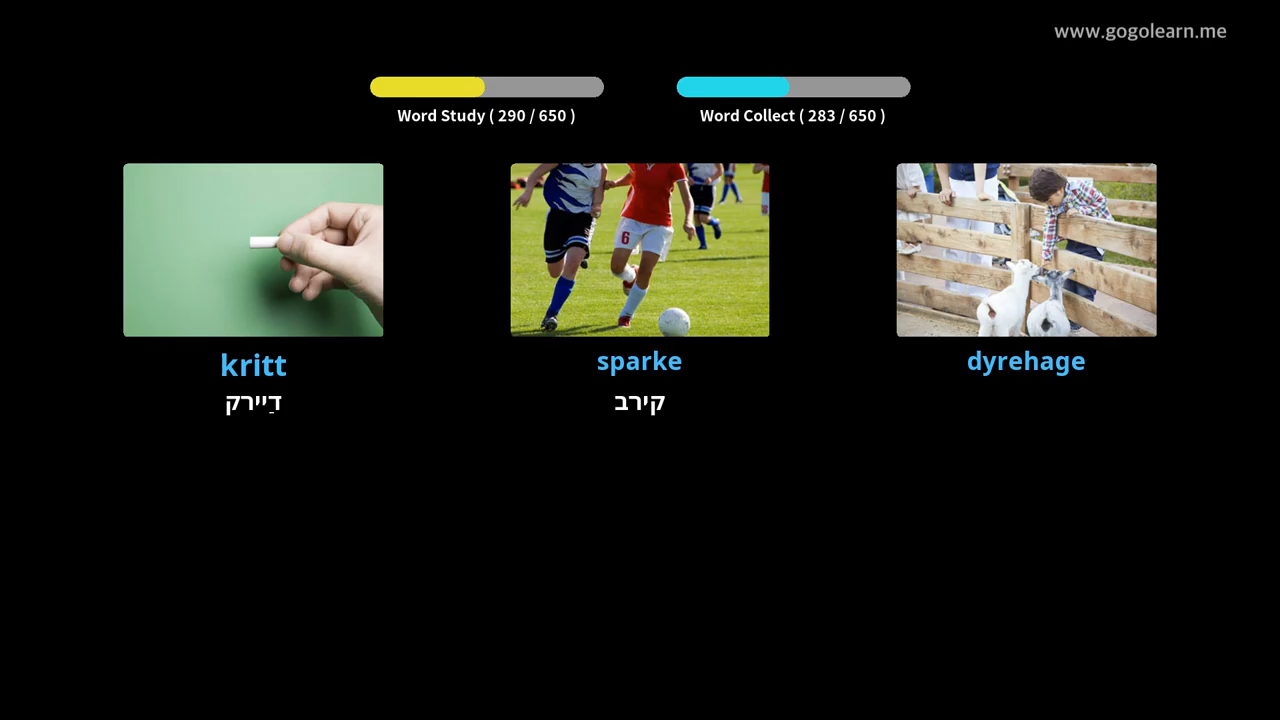 www.gogolearn.me
Word Study ( 290 / 650 )
Word Collect ( 283 / 650 )
kritt
דַיירק
sparke
קירב
dyrehage